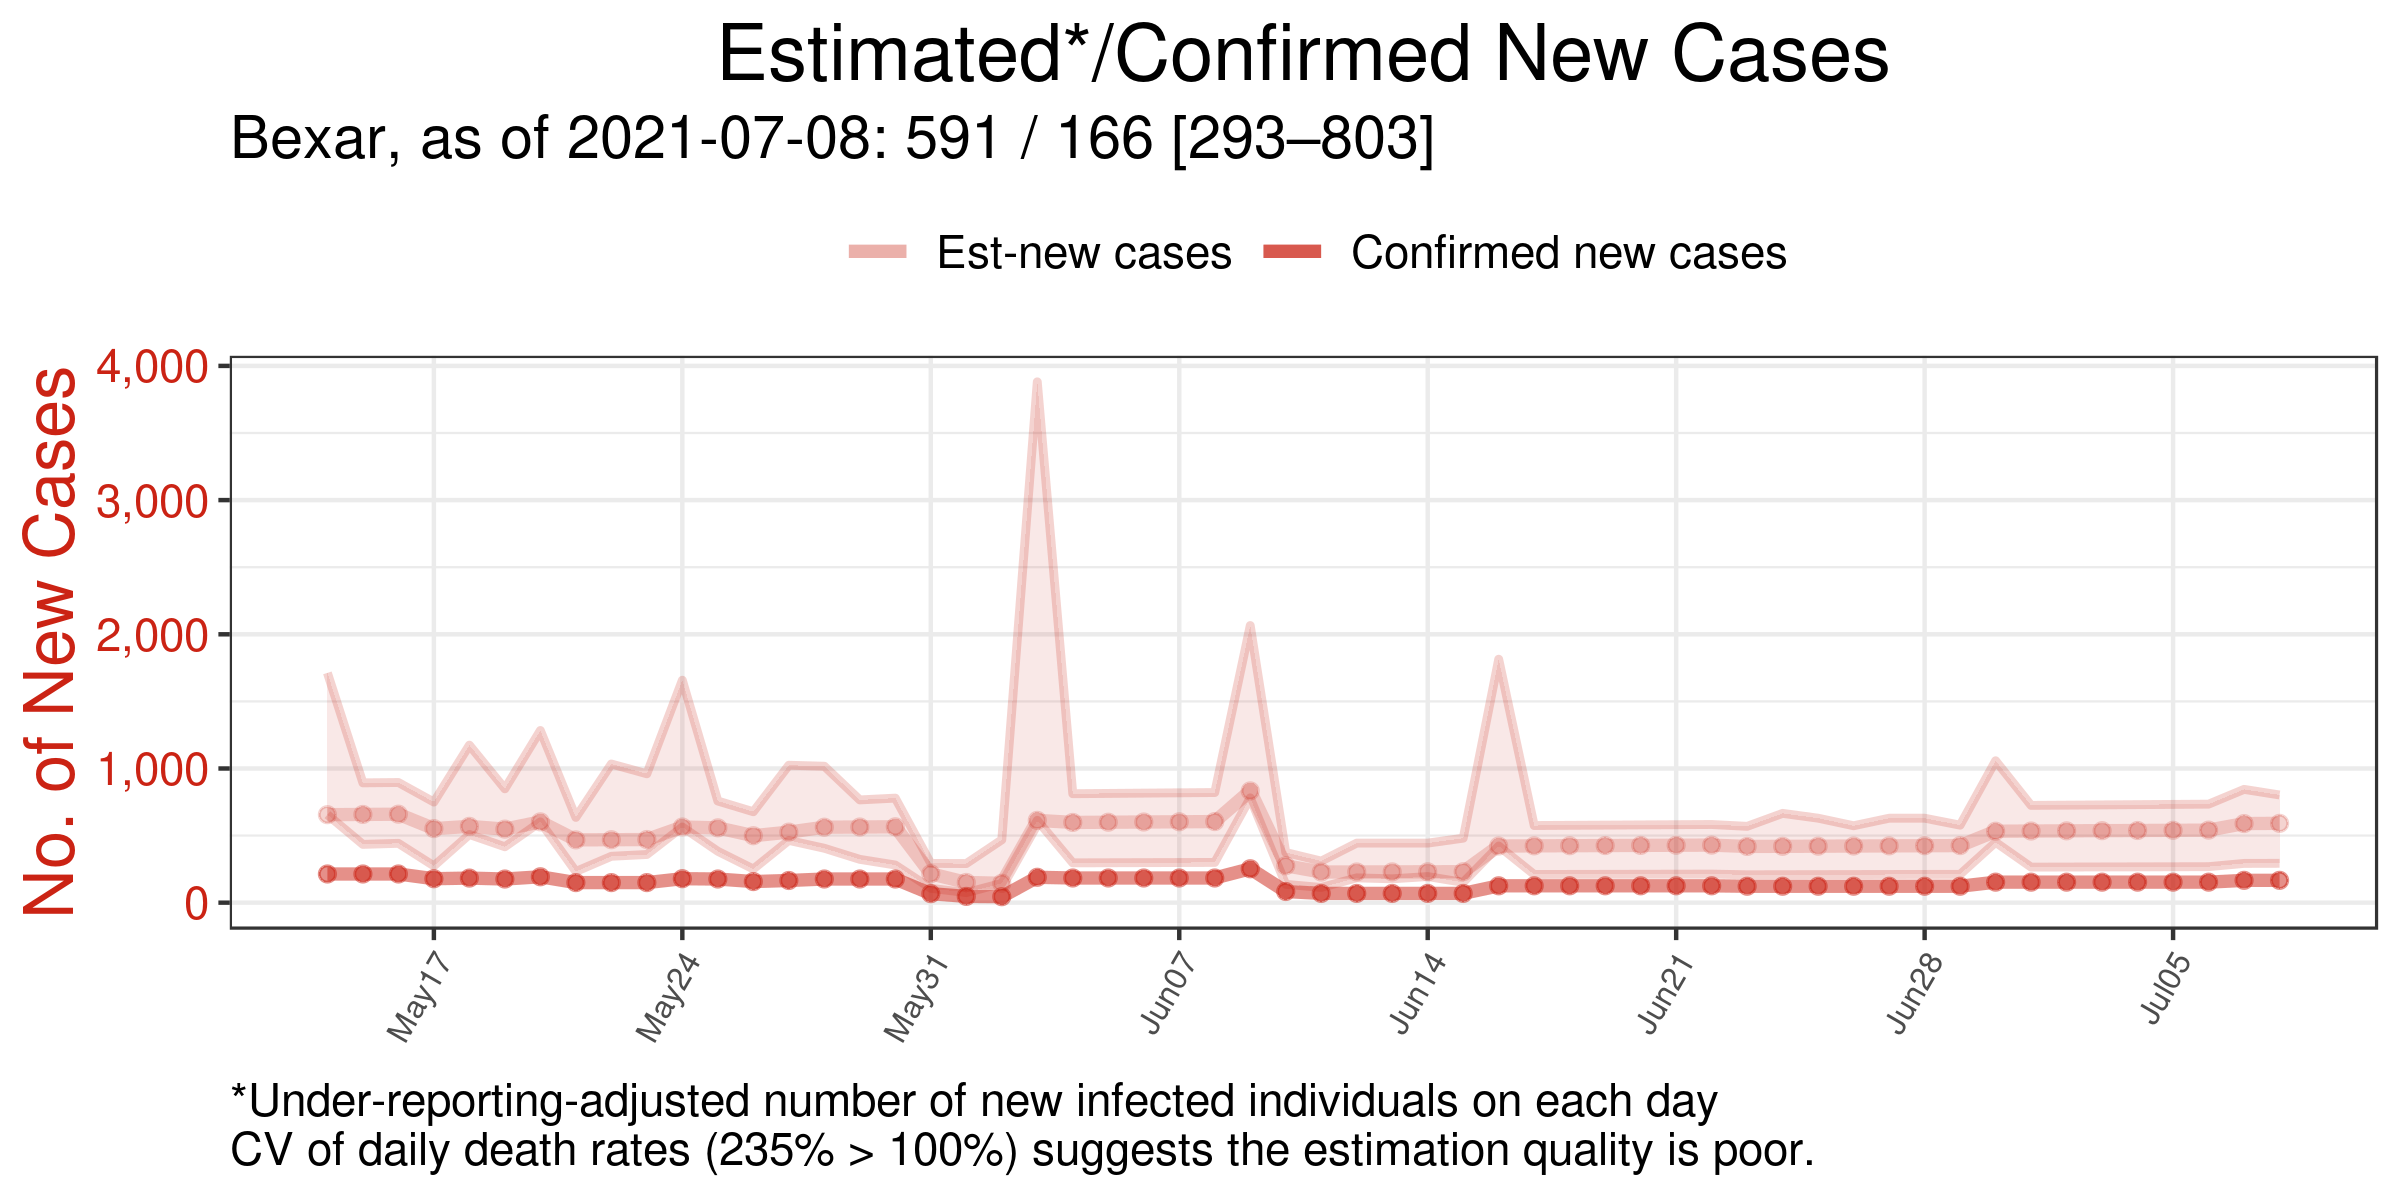 Estimated*/Confirmed New Cases
Bexar, as of 2021-07-08: 591 / 166 [293–803]
Est-new cases
Confirmed new cases
No. of New Cases
4,000
3,000
2,000
1,000
0
May17
May24
May31
Jun07
Jun14
Jun21
Jun28
Jul05
*Under-reporting-adjusted number of new infected individuals on each day
CV of daily death rates (235% > 100%) suggests the estimation quality is poor.